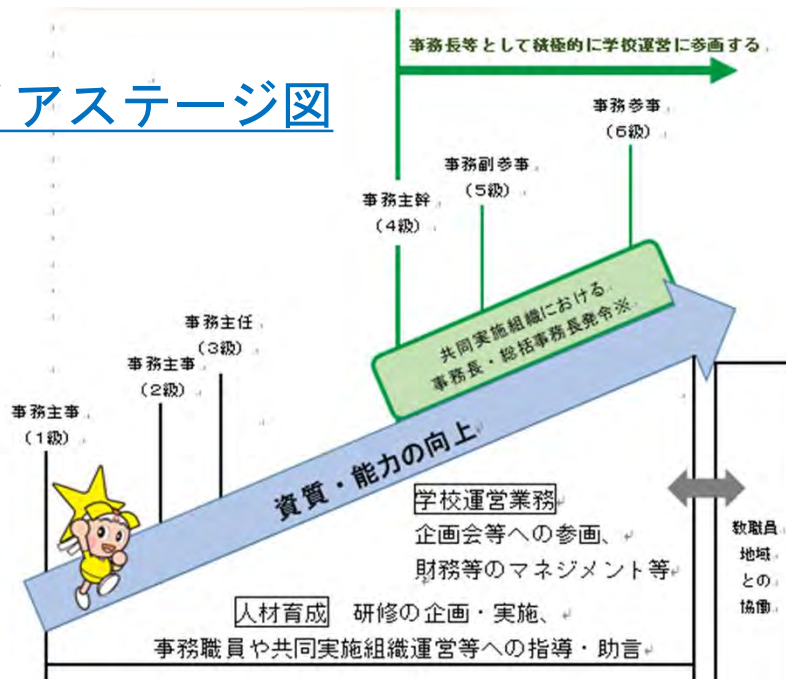 事務長等として積極的に学校運営に参画する
アステージ図
事務参事
(6級)
事務副参事
(5級)
事務主幹
(4級)
共同実施組織における
事務長・総括事務長発令※
事務主任
(3級)
事務主事
(2級)
事務主事
(1級)
資質・能力の向上
学校運営業務
企画会等への参画、
財務等のマネジメント等
教職員
地域
との
協働
人材育成 研修の企画・実施、
事務職員や共同実施組織運営等への指導・助言